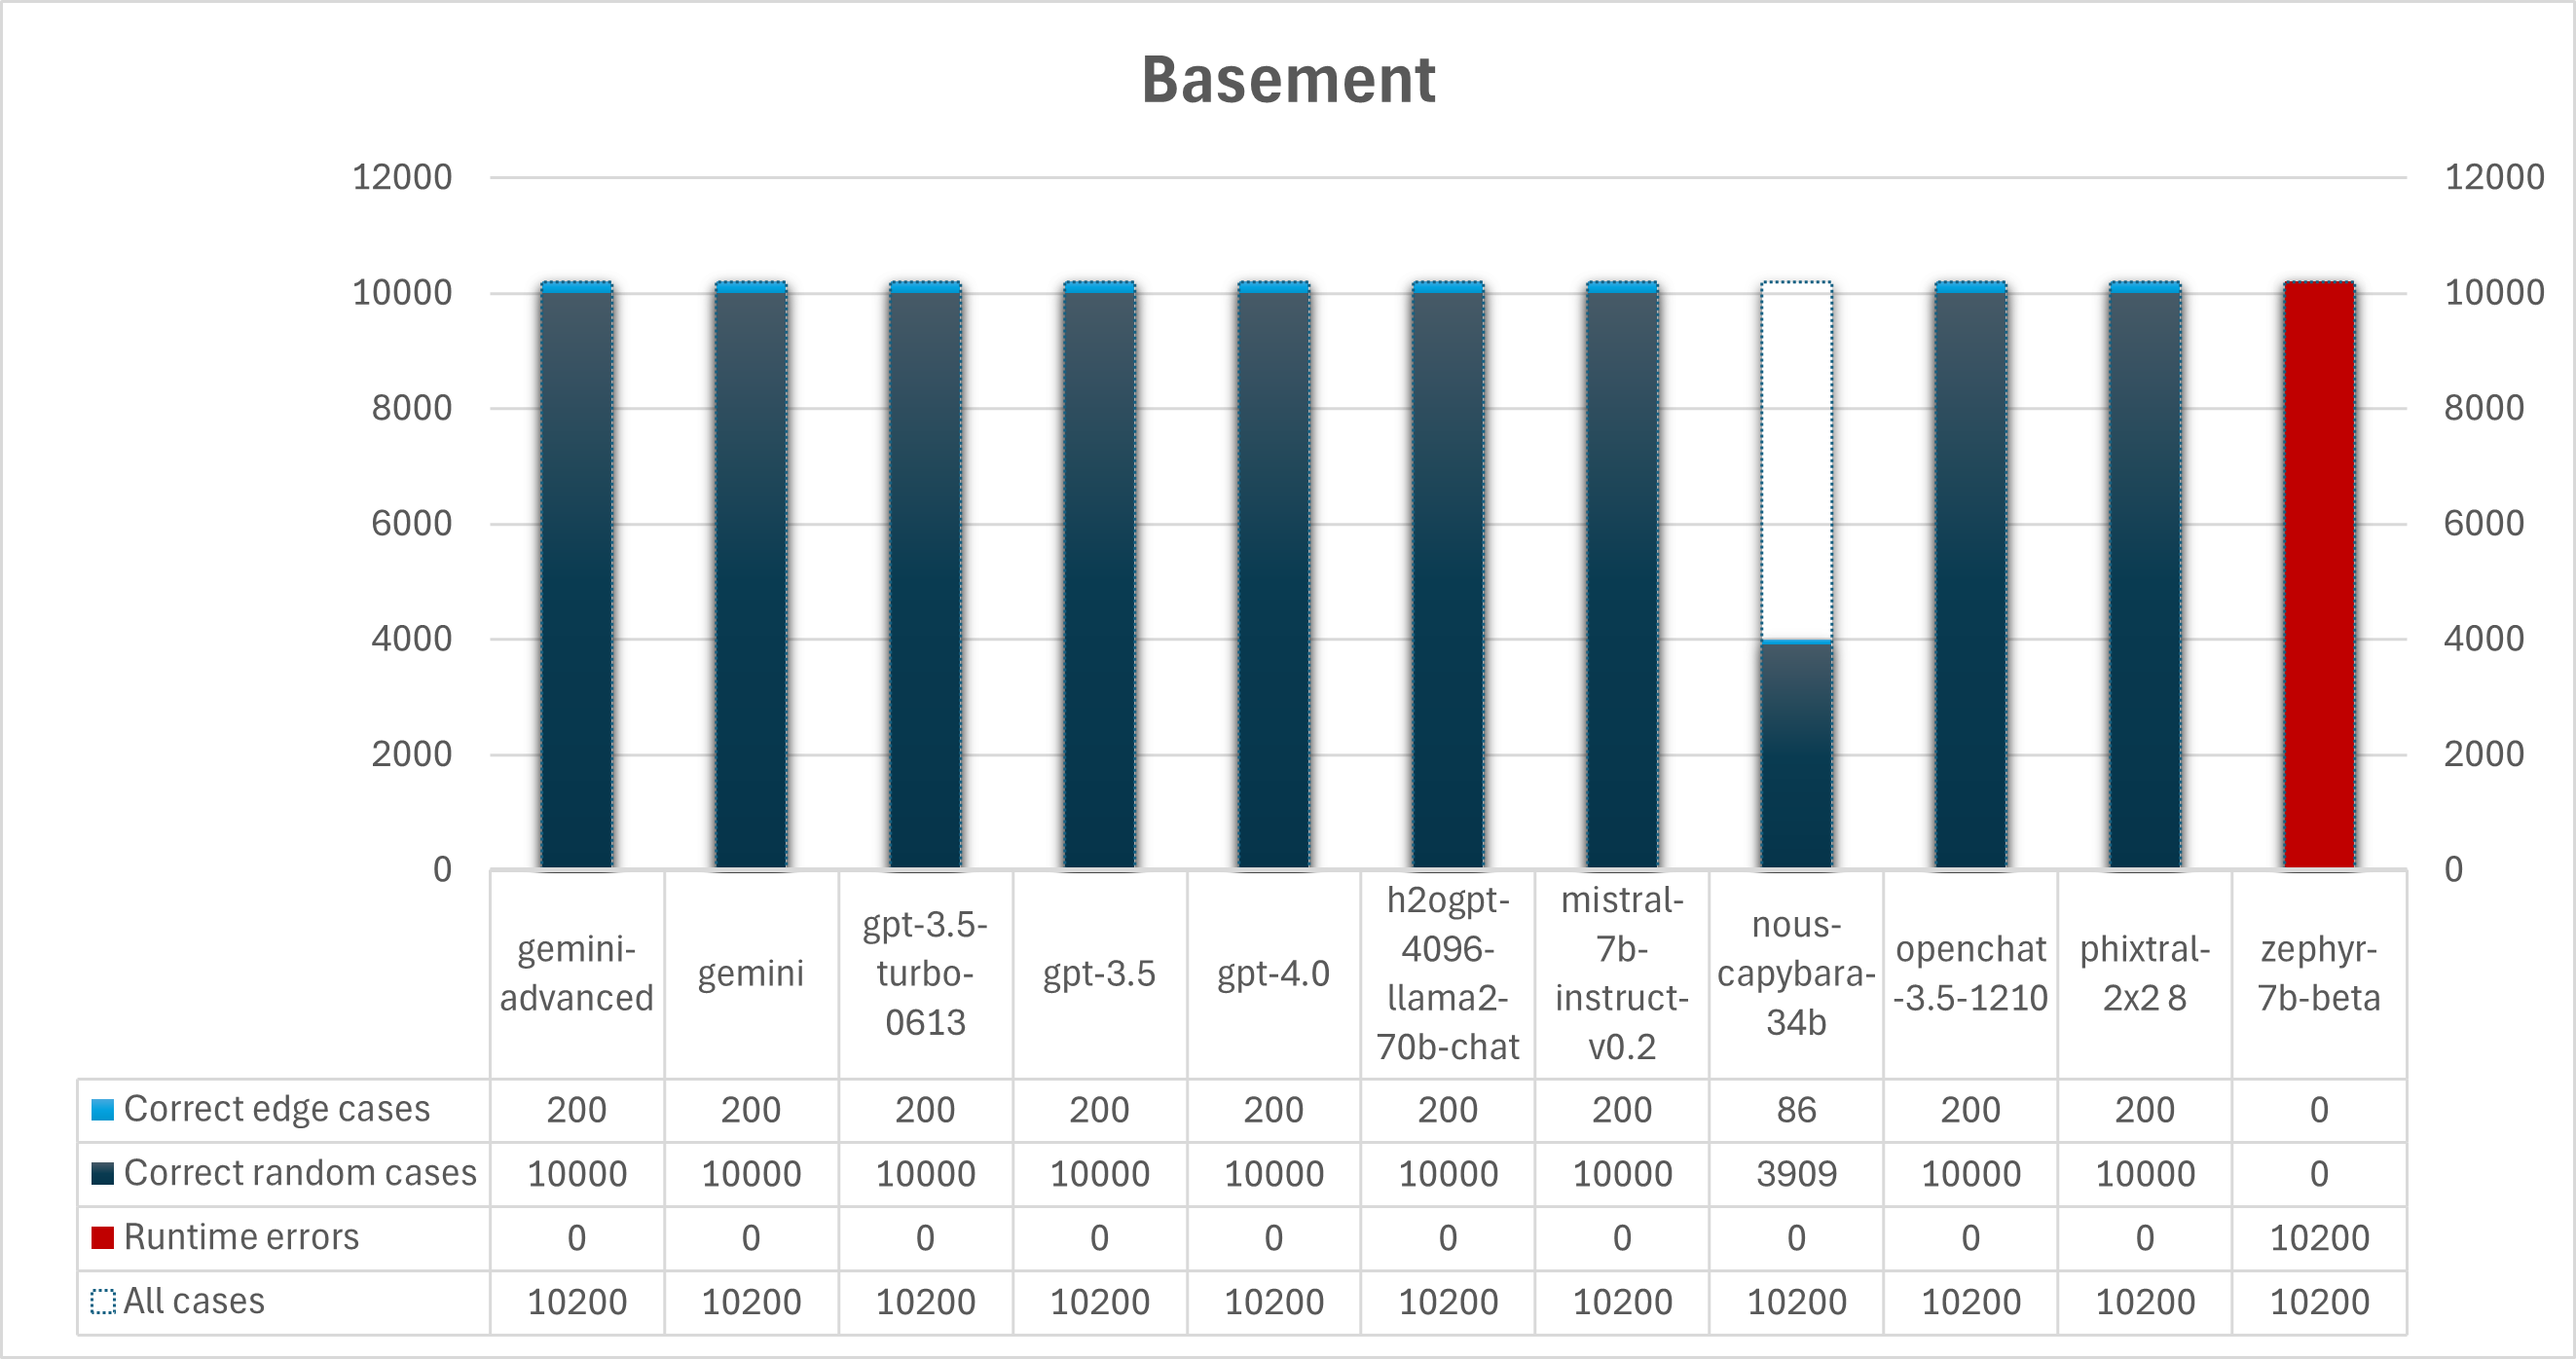 Basement
12000 12000
10000 10000
8000 8000
6000 6000
4000 4000
2000 2000
0 0
gemini-
advanced
gemini
gpt-3.5-
turbo-
0613
gpt-3.5
gpt-4.0
h2ogpt-
4096-
llama2-
70b-chat
mistral-
7b-
instruct-
v0.2
nous-
capybara-
34b
openchat
-3.5-1210
phixtral-
2x2 8
zephyr-
7b-beta
Correct edge cases 200 200 200 200 200 200 200 86 200 200 0
Correct random cases 10000 10000 10000 10000 10000 10000 10000 3909 10000 10000 0
Runtime errors 0 0 0 0 0 0 0 0 0 0 10200
All cases 10200 10200 10200 10200 10200 10200 10200 10200 10200 10200 10200